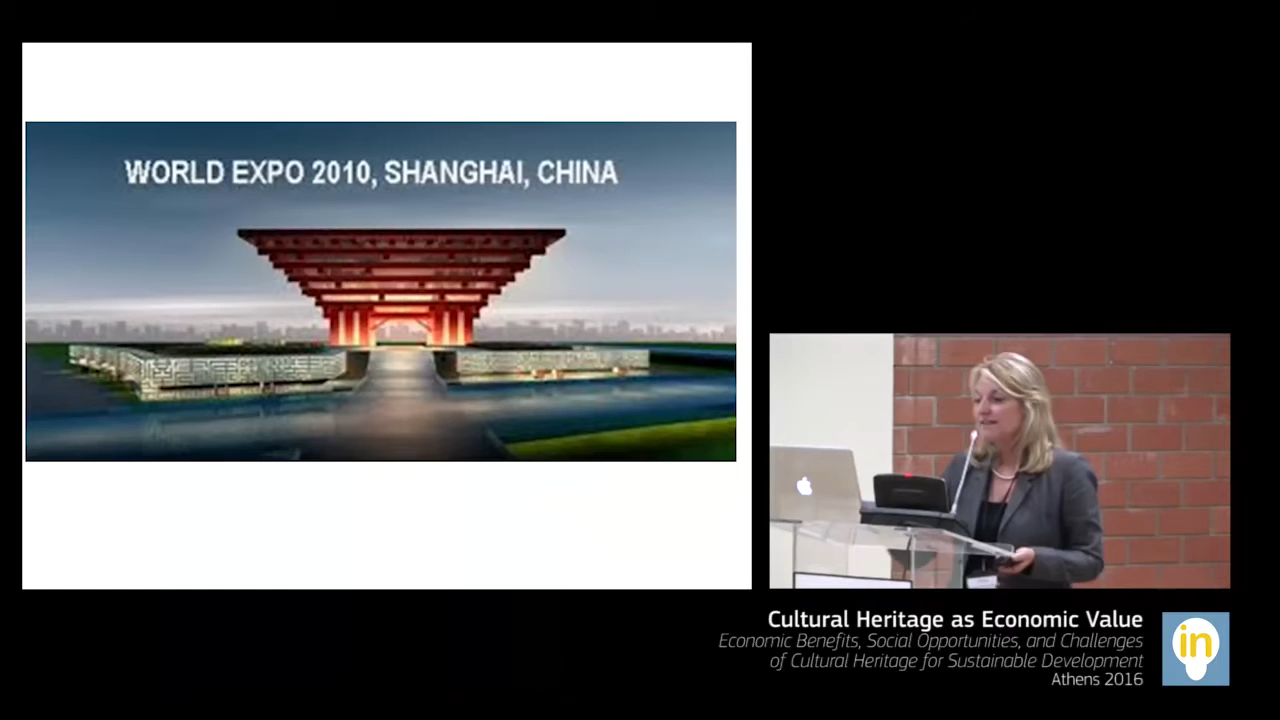 WORLD EXPO 2010, SHANGHAI, CHINA
Cultural Heritage as Economic Value
Economic Benefits, Social Opportunities, and Challenges
of Cultural Heritage for Sustainable Development
Athens 2016
in